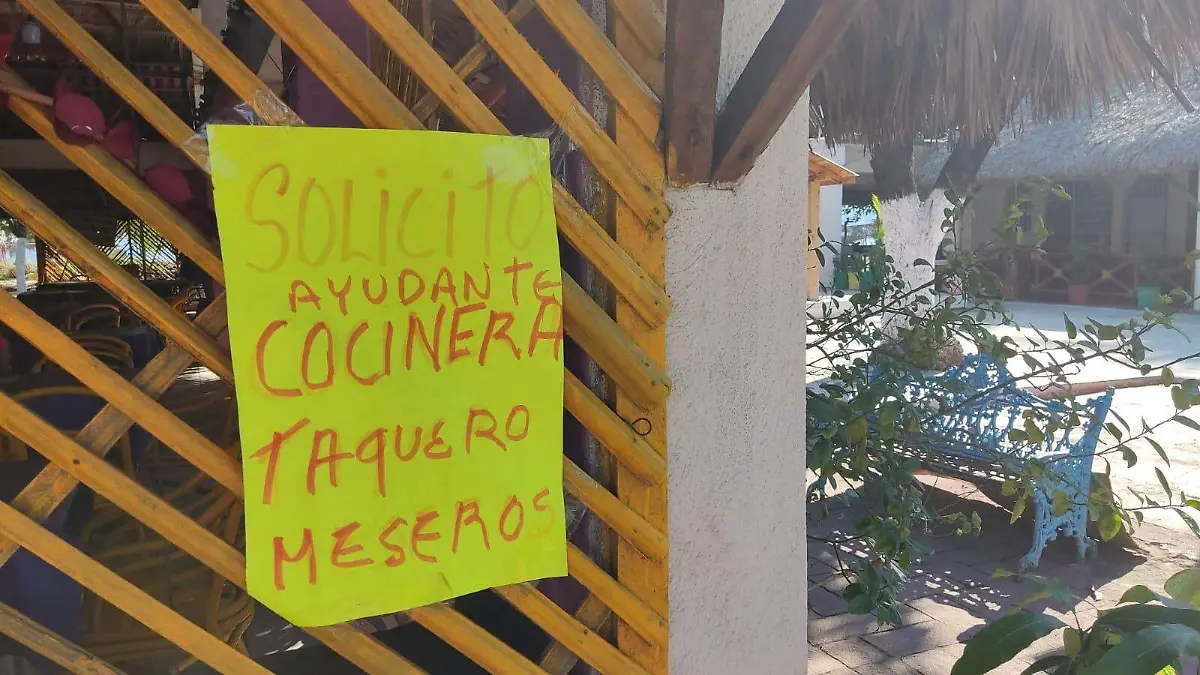 SOLICITO
AYUDANTE
COCINERA
TAQUERO
MESEROS